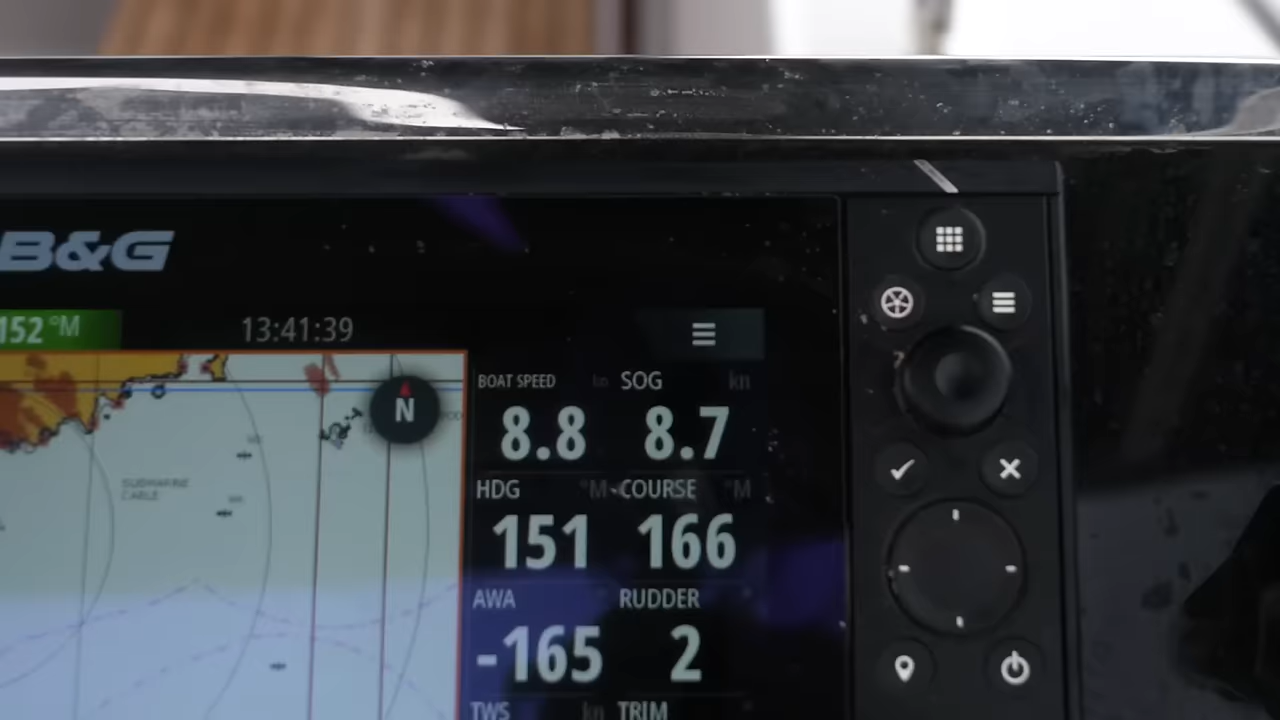 B&G
152 °M
13:41:39
BOAT SPEED kn SOG kn
8.8 8.7
N
HDG °M COURSE °M
SUBMARINE
CABLE
151 166
AWA RUDDER
-165 2
TWS kn TRIM